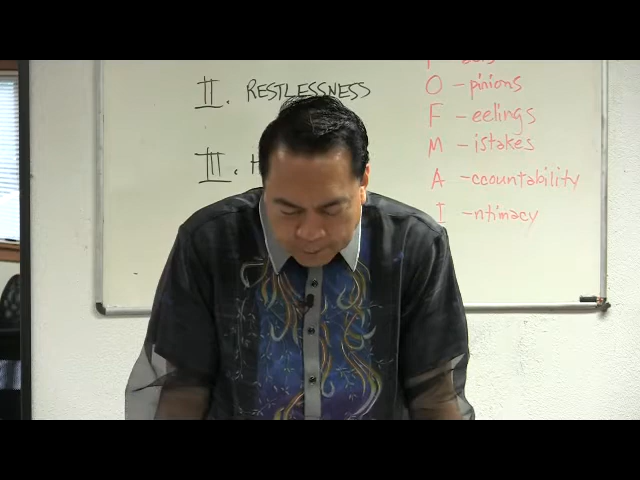 II. RESTLESSNESS
III.
O - pinions
F - eelings
M - istakes
A - ccountability
I - ntimacy